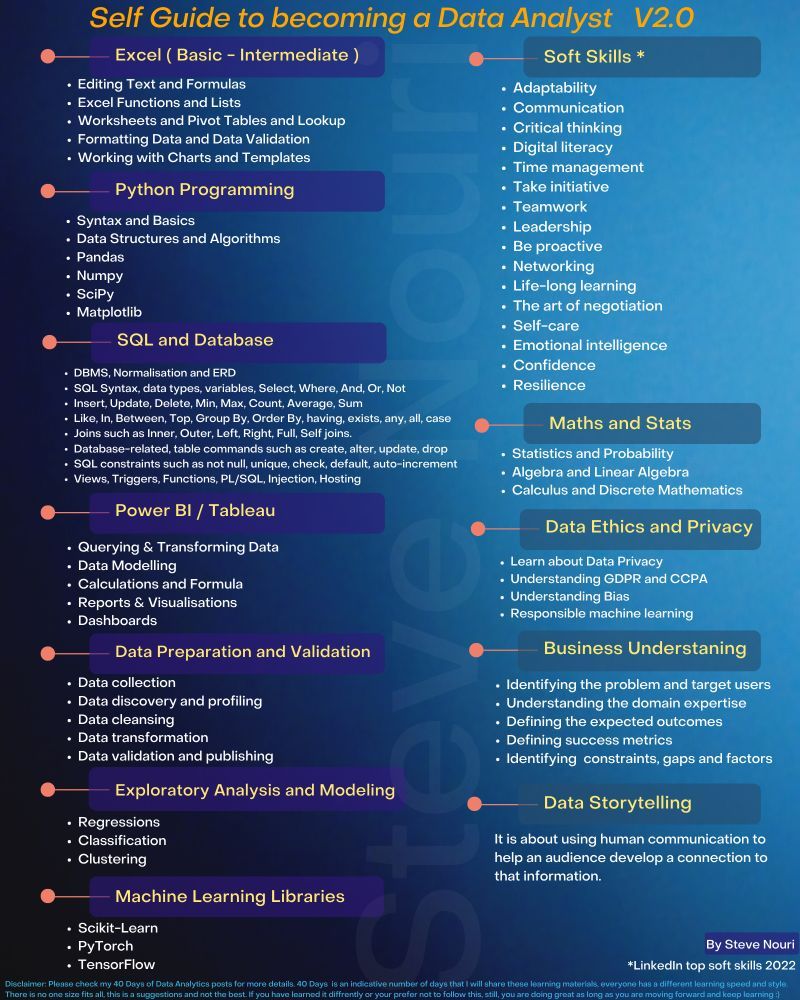 Self Guide to becoming a Data Analyst V2.0
Excel ( Basic - Intermediate )
• Editing Text and Formulas
• Excel Functions and Lists
• Worksheets and Pivot Tables and Lookup
• Formatting Data and Data Validation
• Working with Charts and Templates
Python Programming
• Syntax and Basics
• Data Structures and Algorithms
• Pandas
• Numpy
• SciPy
• Matplotlib
SQL and Database
• DBMS, Normalisation and ERD
• SQL Syntax, data types, variables, Select, Where, And, Or, Not
• Insert, Update, Delete, Min, Max, Count, Average, Sum
• Like, In, Between, Top, Group By, Order By, having, exists, any, all, case
• Joins such as Inner, Outer, Left, Right, Full, Self joins.
• Database-related, table commands such as create, alter, update, drop
• SQL constraints such as not null, unique, check, default, auto-increment
• Views, Triggers, Functions, PL/SQL, Injection, Hosting
Power BI / Tableau
• Querying & Transforming Data
• Data Modelling
• Calculations and Formula
• Reports & Visualisations
• Dashboards
Data Preparation and Validation
• Data collection
• Data discovery and profiling
• Data cleansing
• Data transformation
• Data validation and publishing
Exploratory Analysis and Modeling
• Regressions
• Classification
• Clustering
Machine Learning Libraries
• Scikit-Learn
• PyTorch
• TensorFlow
Soft Skills *
• Adaptability
• Communication
• Critical thinking
• Digital literacy
• Time management
• Take initiative
• Teamwork
• Leadership
• Be proactive
• Networking
• Life-long learning
• The art of negotiation
• Self-care
• Emotional intelligence
• Confidence
• Resilience
Maths and Stats
• Statistics and Probability
• Algebra and Linear Algebra
• Calculus and Discrete Mathematics
Data Ethics and Privacy
• Learn about Data Privacy
• Understanding GDPR and CCPA
• Understanding Bias
• Responsible machine learning
Business Understaning
• Identifying the problem and target users
• Understanding the domain expertise
• Defining the expected outcomes
• Defining success metrics
• Identifying constraints, gaps and factors
Data Storytelling
It is about using human communication to
help an audience develop a connection to
that information.
Steve Nouri
By Steve Nouri
*LinkedIn top soft skills 2022
Disclaimer: Please check my 40 Days of Data Analytics posts for more details. 40 Days is an indicative number of days that I will share these learning materials, everyone has a different learning speed and style.
There is no one size fits all, this is a suggestions and not the best. If you have learned it diffrently or your prefer not to follow this, still, you are doing great as long as you are moving forward and keep learning :)